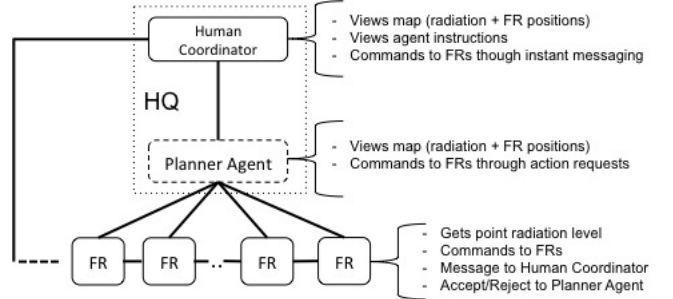 Human
Coordinator
- Views map (radiation + FR positions)
- Views agent instructions
- Commands to FRs though instant messaging
HQ
Planner Agent
- Views map (radiation + FR positions)
- Commands to FRs through action requests
FR FR .. FR FR
- Gets point radiation level
- Commands to FRs
- Message to Human Coordinator
- Accept/Reject to Planner Agent